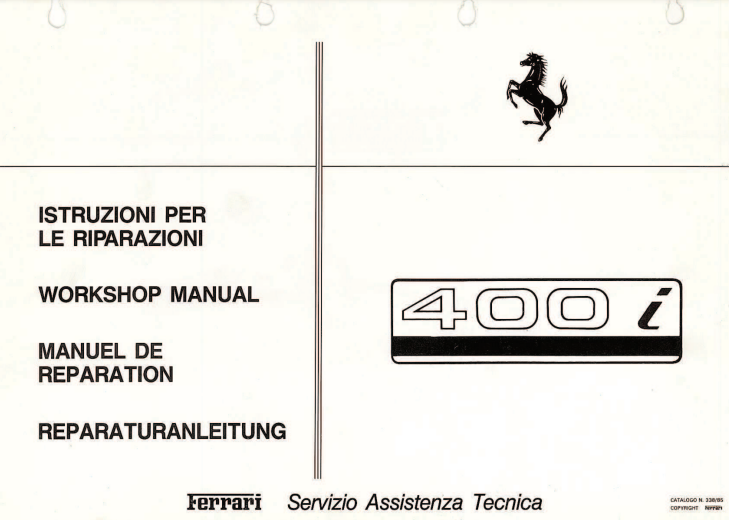 ISTRUZIONI PER
LE RIPARAZIONI
WORKSHOP MANUAL
MANUEL DE
REPARATION
REPARATURANLEITUNG
400 i
Ferrari Servizio Assistenza Tecnica
CATALOGO N. 338/85
COPYRIGHT Ferrari